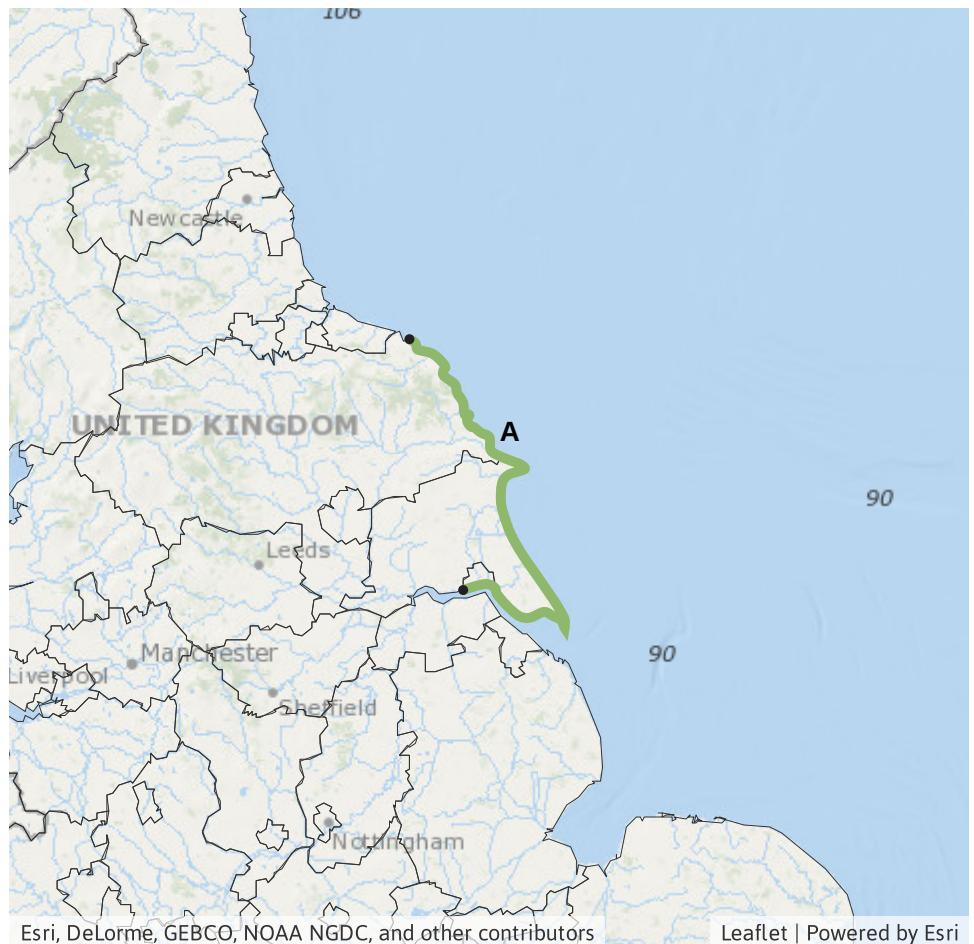 106
Newcastle
UNITED KINGDOM
A
90
Leeds
Manchester
90
Liverpool
Sheffield
Nottingham
Esri, DeLorme, GEBCO, NOAA NGDC, and other contributors
Leaflet | Powered by Esri